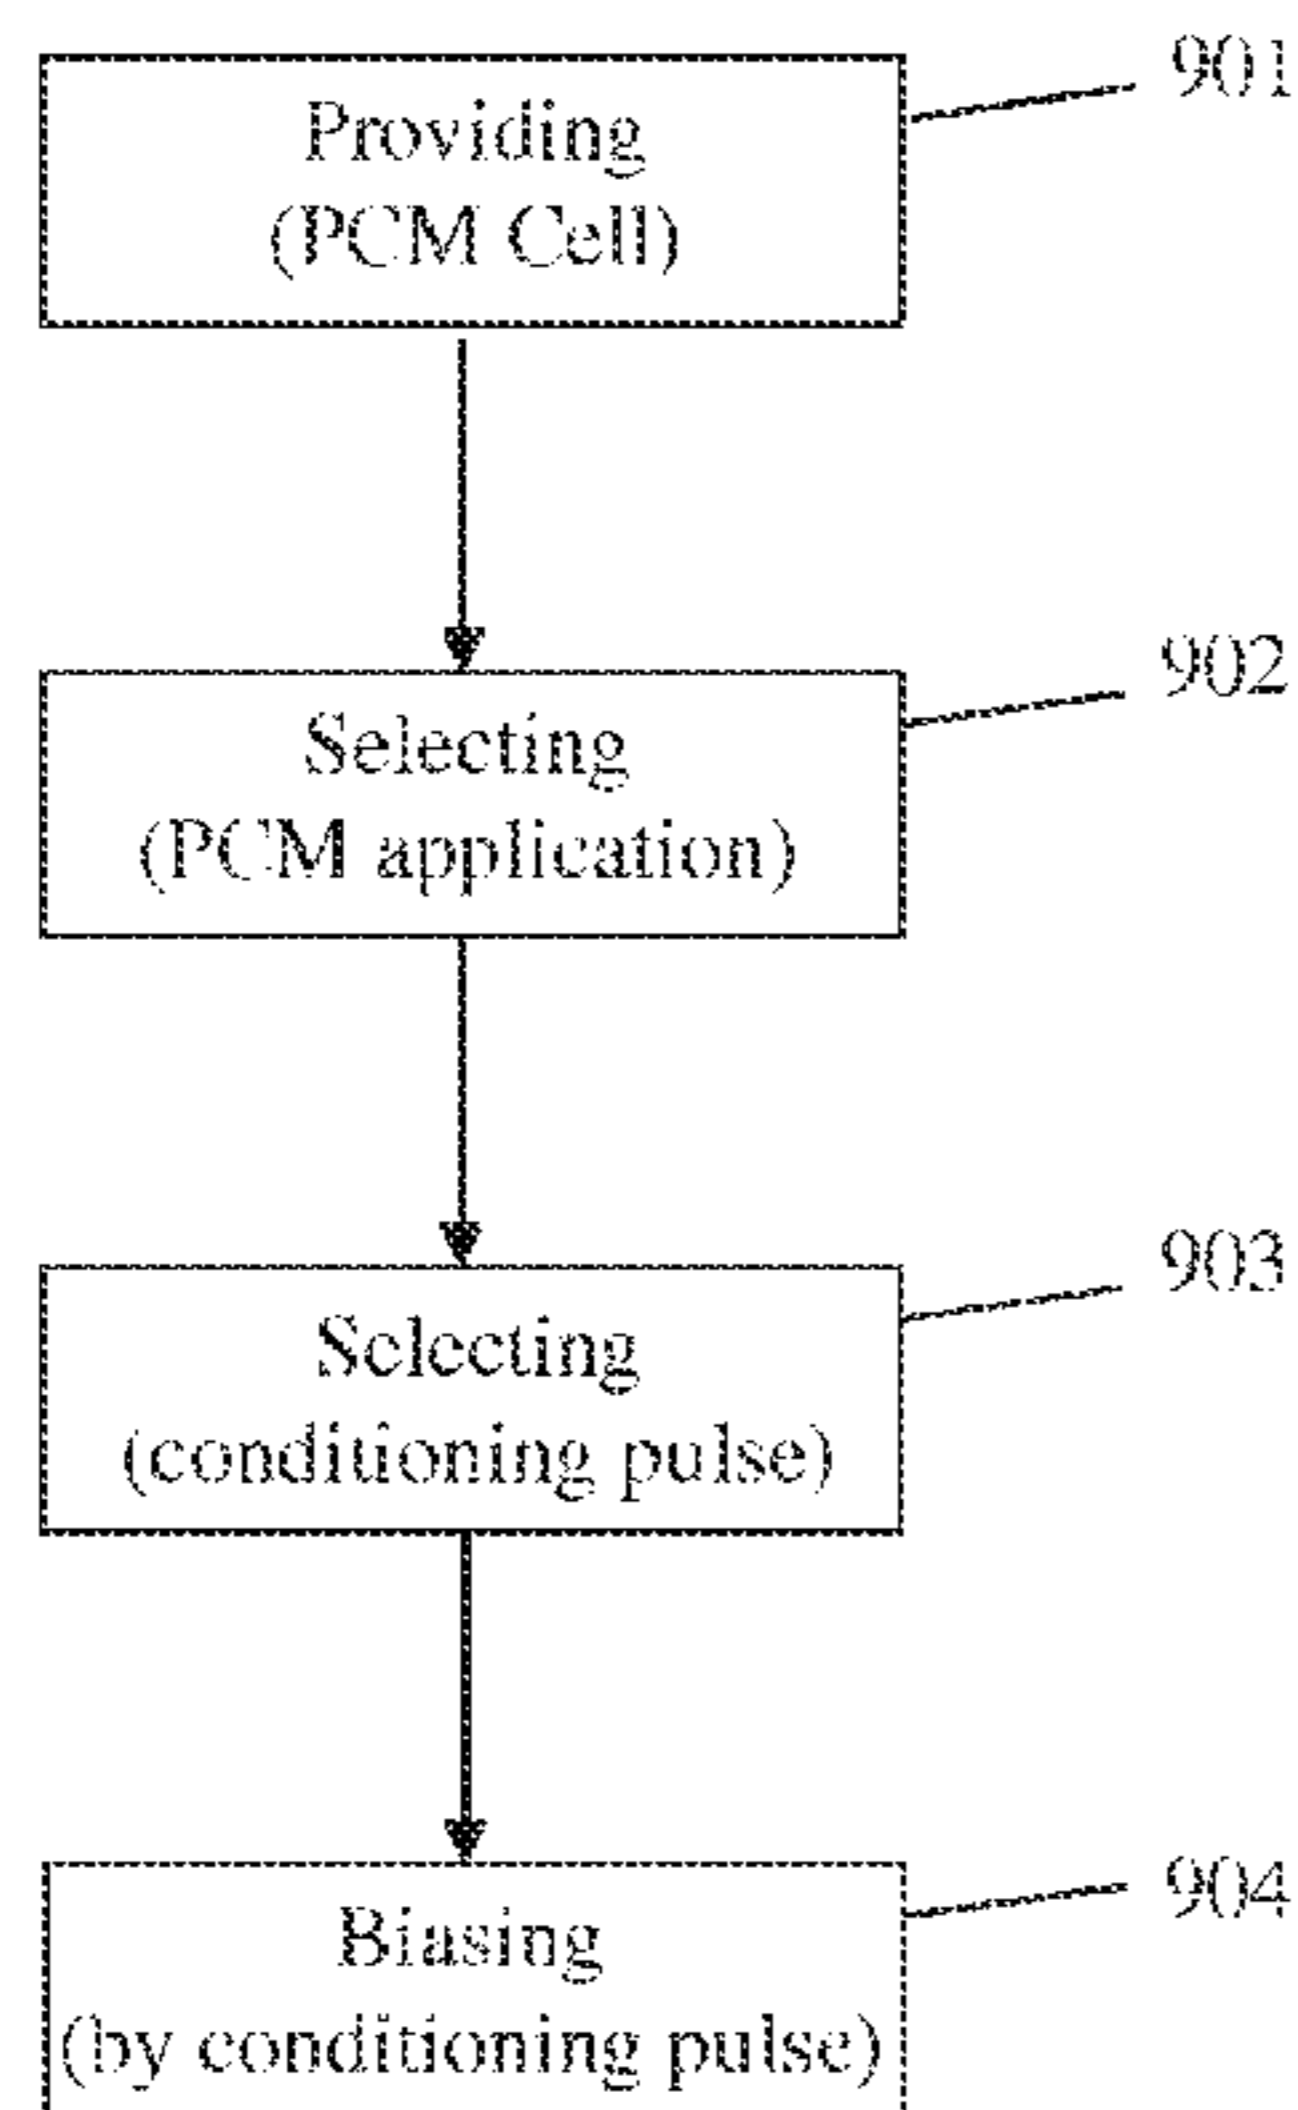 Providing
(PCM Cell)
901
Selecting
(PCM application)
902
Selecting
(conditioning pulse)
903
Biasing
(by conditioning pulse)
904